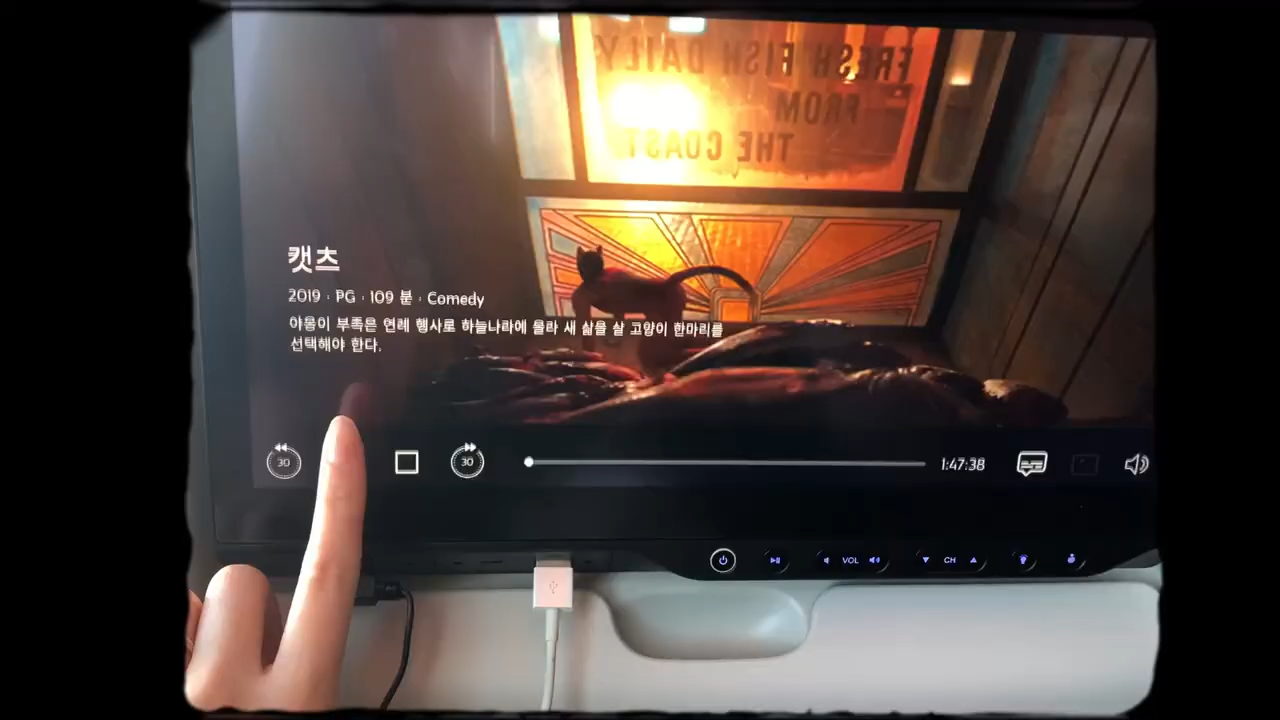 FRESH FISH DAILY
FROM
THE COAST
캣츠
2019 · PG · 109 분 · Comedy
야몽이 부족은 연례 행사로 하늘나라에 올라 새 삶을 살 고양이 한마리를
선택해야 한다.
30
30
1:47:38
VOL
CH